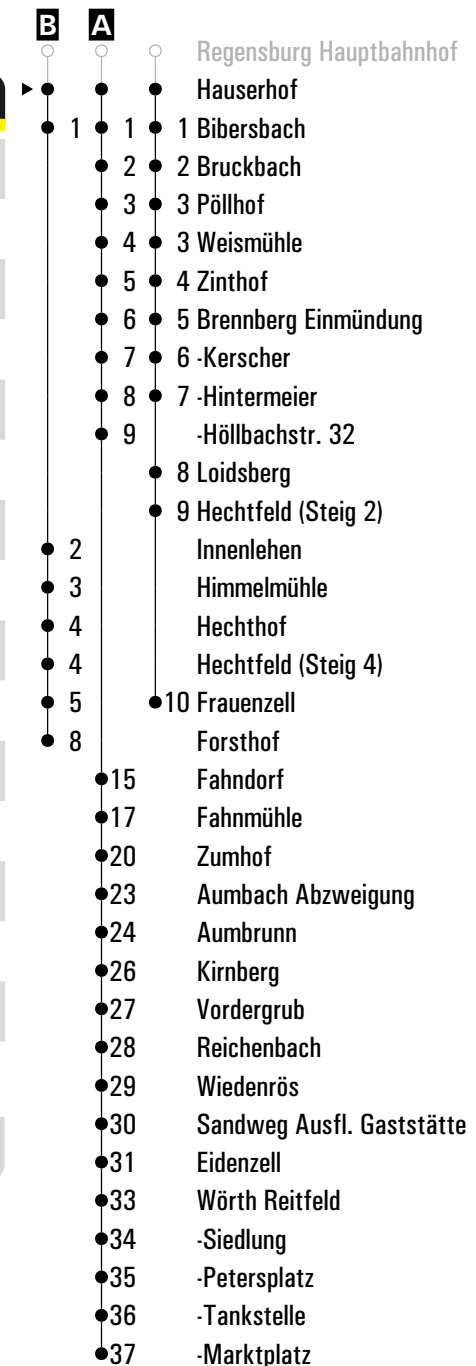 B A
Regensburg Hauptbahnhof
Hauserhof
1 1 1 Bibersbach
2 2 Bruckbach
3 3 Pöllhof
4 3 Weismühle
5 4 Zinthof
6 5 Brennberg Einmündung
7 6 -Kerscher
8 7 -Hintermeier
9 -Höllbachstr. 32
8 Loidsberg
9 Hechtfeld (Steig 2)
2 Innenlehen
3 Himmelmühle
4 Hechthof
4 Hechtfeld (Steig 4)
5 10 Frauenzell
8 Forsthof
15 Fahndorf
17 Fahnmühle
20 Zumhof
23 Aumbach Abzweigung
24 Aumbrunn
26 Kirnberg
27 Vordergrub
28 Reichenbach
29 Wiedenrös
30 Sandweg Ausfl. Gaststätte
31 Eidenzell
33 Wörth Reitfeld
34 -Siedlung
35 -Petersplatz
36 -Tankstelle
37 -Marktplatz